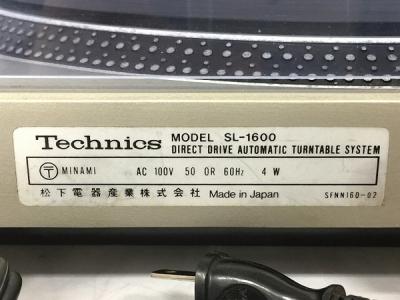 Technics MODEL SL-1600
DIRECT DRIVE AUTOMATIC TURNTABLE SYSTEM
〒 MINAMI AC 100V 50 OR 60Hz 4 W
松下電器産業株式会社 Made in Japan SFNN160-02